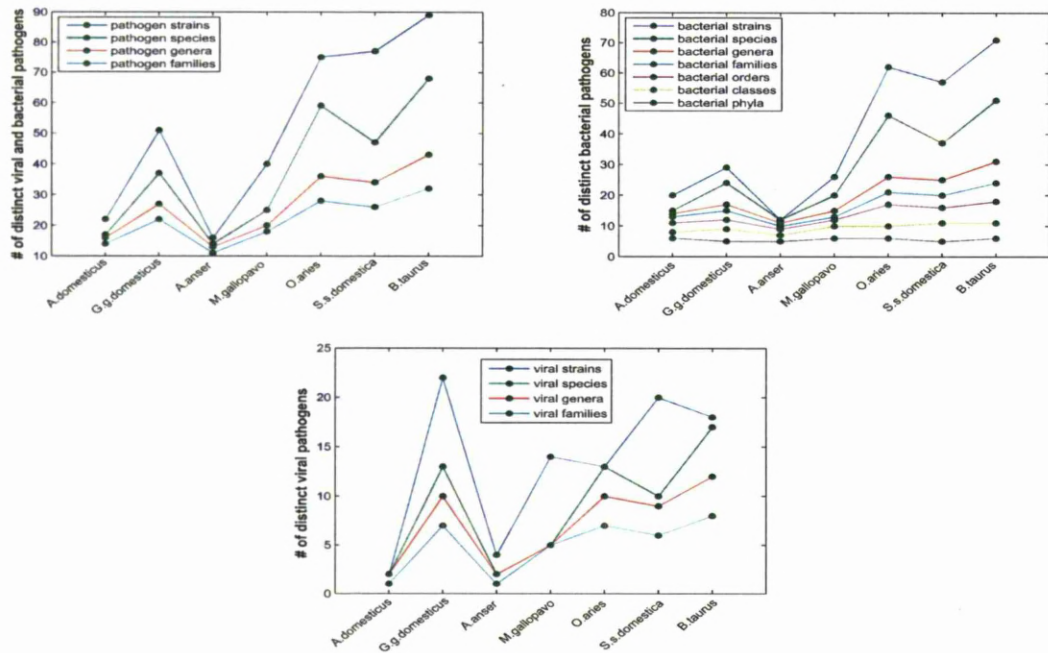 # of distinct viral and bacterial pathogens
90
80
70
60
50
40
30
20
10
pathogen strains
pathogen species
pathogen genera
pathogen families
A.domesticus
G.g.domesticus
A.anser
M.gallopavo
O.aries
S.s.domestica
B.taurus
# of distinct bacterial pathogens
80
70
60
50
40
30
20
10
0
bacterial strains
bacterial species
bacterial genera
bacterial families
bacterial orders
bacterial classes
bacterial phyla
A.domesticus
G.g.domesticus
A.anser
M.gallopavo
O.aries
S.s.domestica
B.taurus
# of distinct viral pathogens
25
20
15
10
5
0
viral strains
viral species
viral genera
viral families
A.domesticus
G.g.domesticus
A.anser
M.gallopavo
O.aries
S.s.domestica
B.taurus